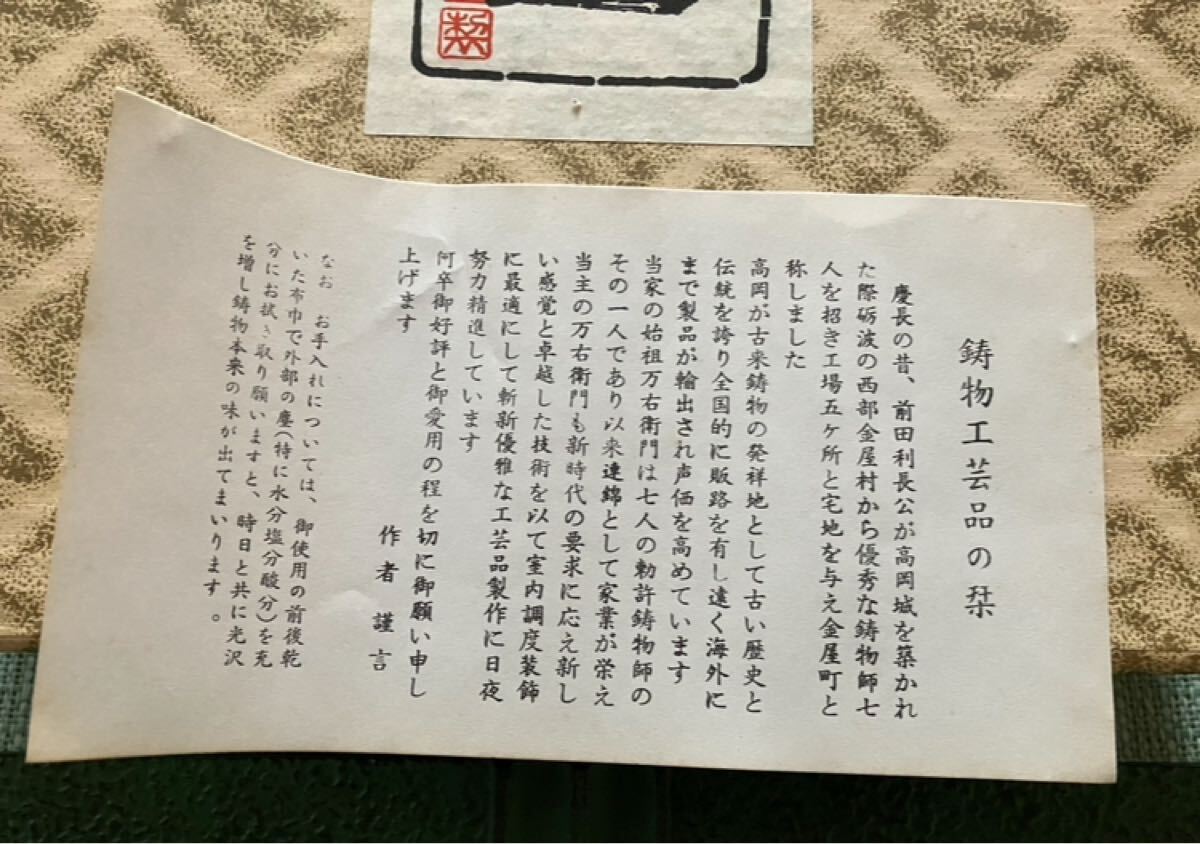 製
鋳物工芸品の栞
慶長の昔、前田利長公が高岡城を築かれ
た際砺波の西部金屋村から優秀な鋳物師七
人を招き工場五ヶ所と宅地を与え金屋町と
称しました
高岡が古来鋳物の発祥地として古い歴史と
伝統を誇り全国的に販路を有し遠く海外に
まで製品が輸出され声価を高めています
当家の始祖万右衛門は七人の勅許鋳物師の
その一人であり以来連綿として家業が栄え
当主の万右衛門も新時代の要求に応え新し
い感覚と卓越した技術を以て室内調度装飾
に最適にして斬新優雅な工芸品製作に日夜
努力精進しています
何卒御好評と御愛用の程を切に御願い申し
上げます
作者謹言
なお お手入れについては、御使用の前後乾
いた布巾で外部の塵(特に水分塩分酸分)を充
分にお拭き取り願いますと、時日と共に光沢
を増し鋳物本来の味が出てまいります。